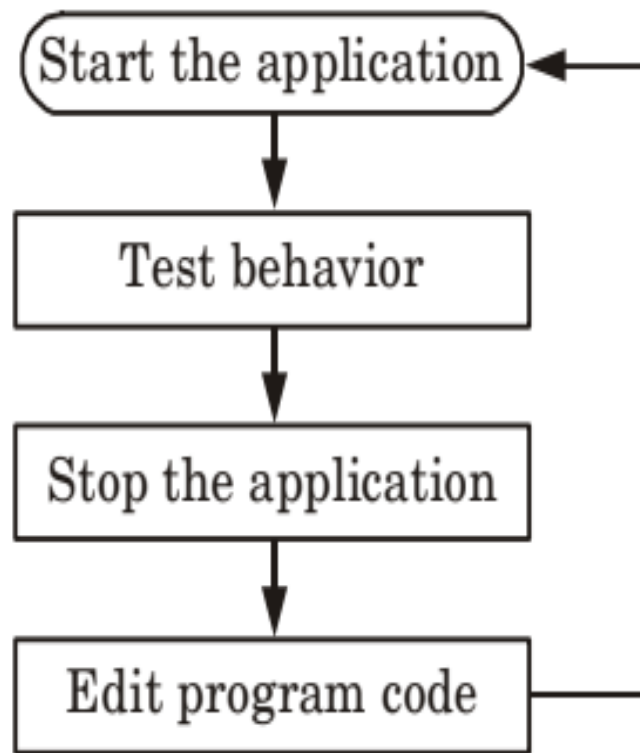 Start the application
Test behavior
Stop the application
Edit program code